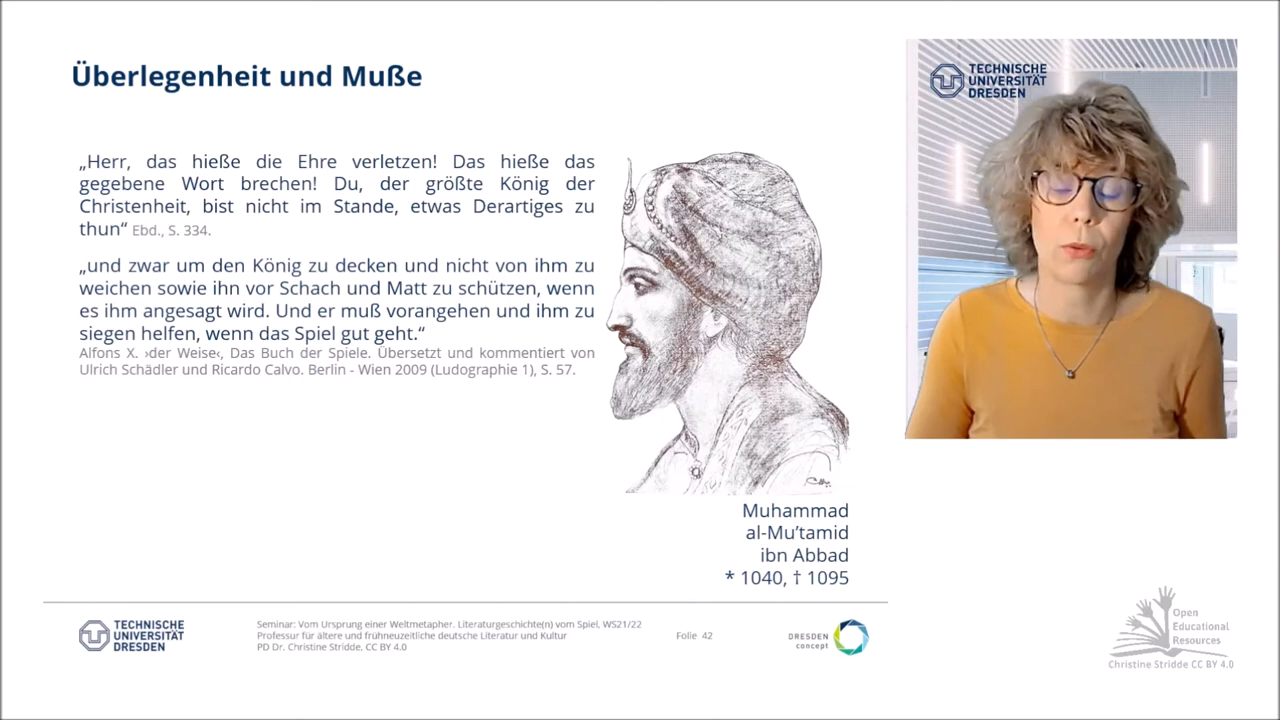 Überlegenheit und Muße
„Herr, das hieße die Ehre verletzen! Das hieße das
gegebene Wort brechen! Du, der größte König der
Christenheit, bist nicht im Stande, etwas Derartiges zu
thun“ Ebd., S. 334.
„und zwar um den König zu decken und nicht von ihm zu
weichen sowie ihn vor Schach und Matt zu schützen, wenn
es ihm angesagt wird. Und er muß vorangehen und ihm zu
siegen helfen, wenn das Spiel gut geht.“
Alfons X. ›der Weise‹, Das Buch der Spiele. Übersetzt und kommentiert von
Ulrich Schädler und Ricardo Calvo. Berlin - Wien 2009 (Ludographie 1), S. 57.
Muhammad
al-Mu’tamid
ibn Abbad
* 1040, † 1095
TECHNISCHE
UNIVERSITÄT
DRESDEN
TECHNISCHE
UNIVERSITÄT
DRESDEN
Seminar: Vom Ursprung einer Weltmetapher. Literaturgeschichte(n) vom Spiel, WS21/22
Professur für ältere und frühneuzeitliche deutsche Literatur und Kultur
PD Dr. Christine Stridde, CC BY 4.0
Folie 42
DRESDEN
concept
Open
Educational
Resources
Christine Stridde CC BY 4.0